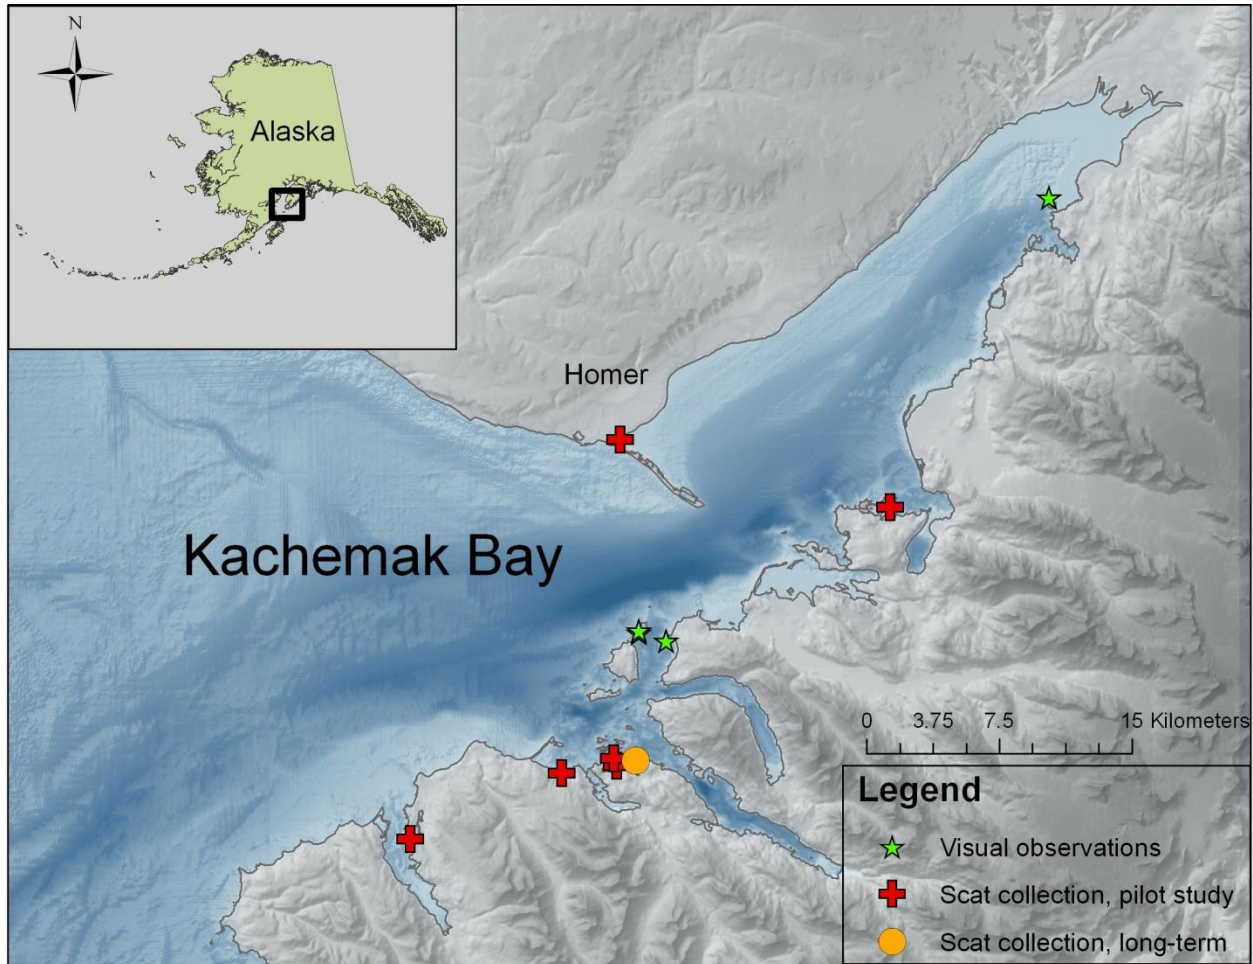 N
Alaska
Homer
Kachemak Bay
0 3.75 7.5 15 Kilometers
Legend
Visual observations
Scat collection, pilot study
Scat collection, long-term